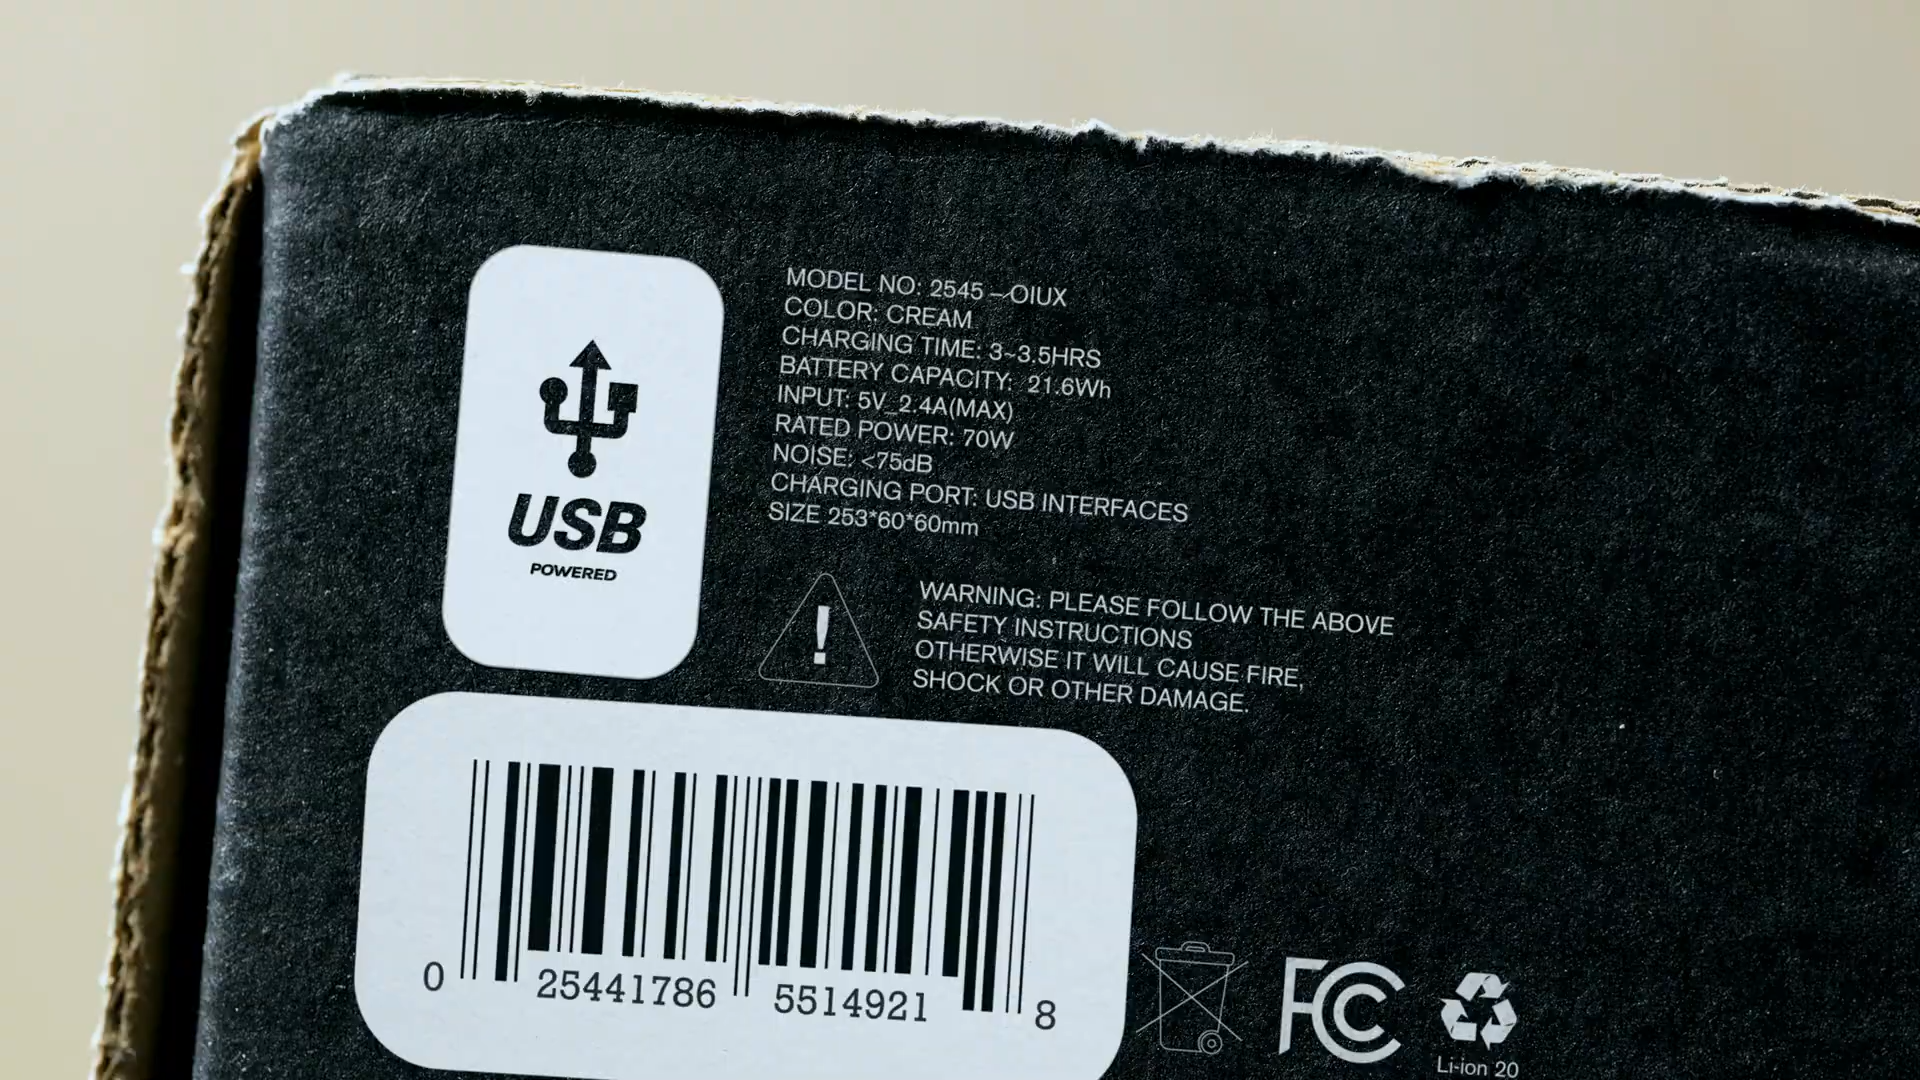 MODEL NO: 2545 –OIUX
COLOR: CREAM
CHARGING TIME: 3~3.5HRS
BATTERY CAPACITY: 21.6Wh
INPUT: 5V_2.4A(MAX)
RATED POWER: 70W
NOISE: <75dB
CHARGING PORT: USB INTERFACES
SIZE 253*60*60mm
USB
POWERED
WARNING: PLEASE FOLLOW THE ABOVE
SAFETY INSTRUCTIONS
OTHERWISE IT WILL CAUSE FIRE,
SHOCK OR OTHER DAMAGE.
0 25441786 5514921 8
FC
Li-ion 20